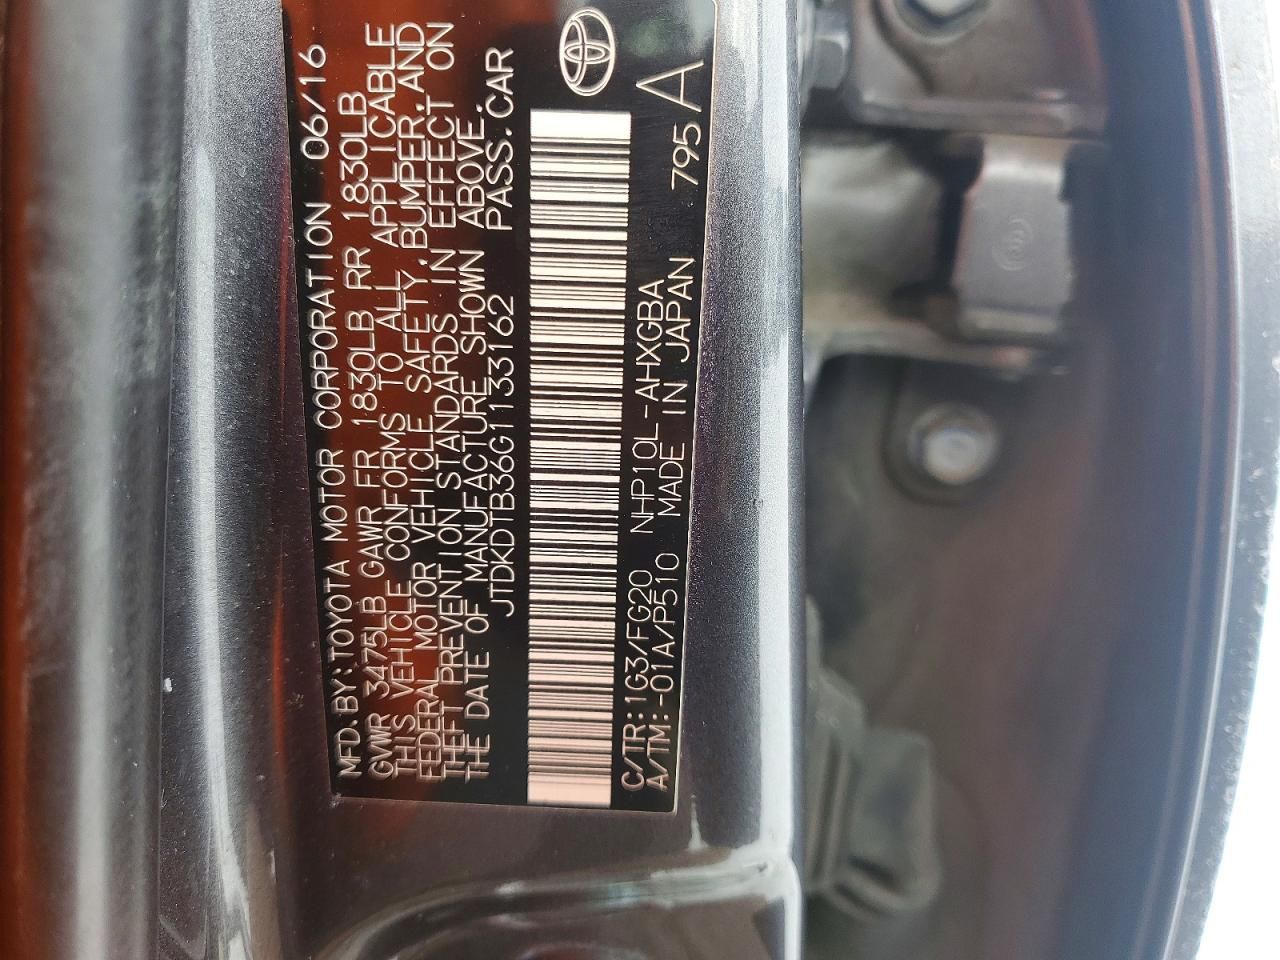 MFD.BY:TOYOTA MOTOR CORPORATION 06/16
GVWR 3475LB GAWR FR 1830LB RR 1830LB
THIS VEHICLE CONFORMS TO ALL APPLICABLE
FEDERAL MOTOR VEHICLE SAFETY,BUMPER,AND
THEFT PREVENTION STANDARDS IN EFFECT ON
THE DATE OF MANUFACTURE SHOWN ABOVE.
JTDKDTB36G1133162 PASS.CAR
C/TR:1G3/FG20 NHP10L-AHXGBA
A/TM:-01A/P510 MADE IN JAPAN 795 A